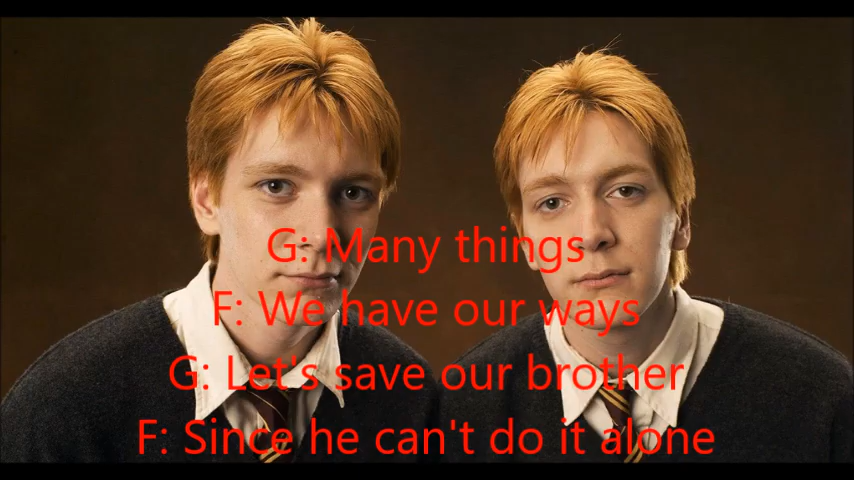 G: Many things
F: We have our ways
G: Let's save our brother
F: Since he can't do it alone